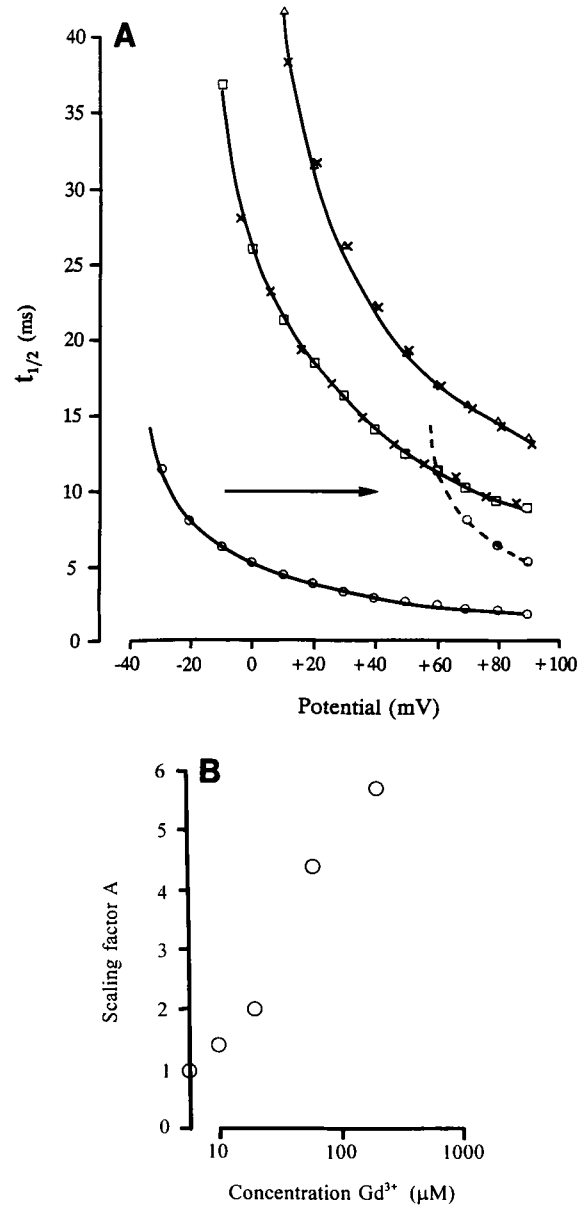 A
40
35
30
25
20
15
10
5
0
t1/2 (ms)
-40 -20 0 +20 +40 +60 +80 +100
Potential (mV)
B
6
5
4
3
2
1
0
Scaling factor A
10 100 1000
Concentration Gd³⁺ (μM)